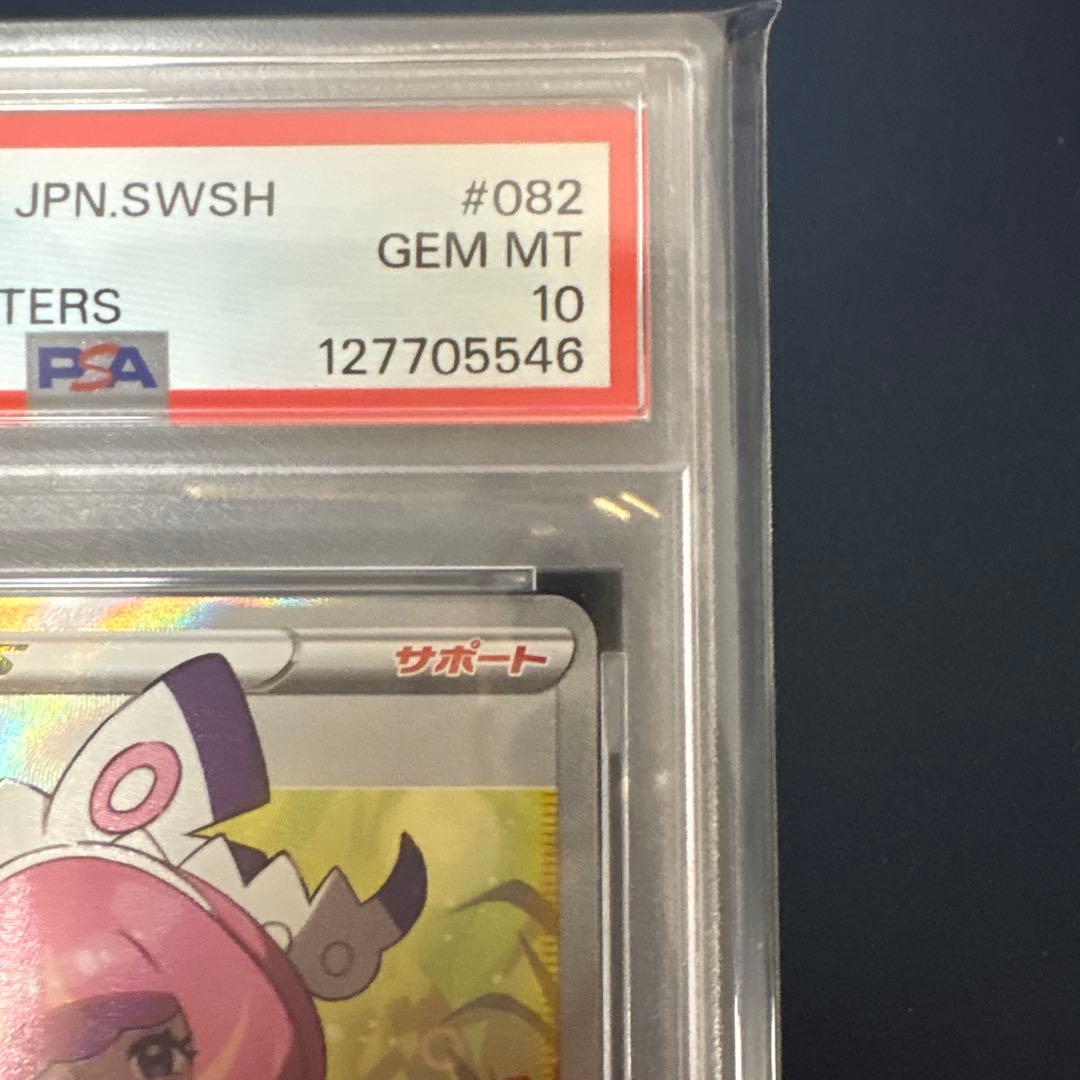 JPN.SWSH #082
GEM MT
TERS 10
PSA 127705546
サポート